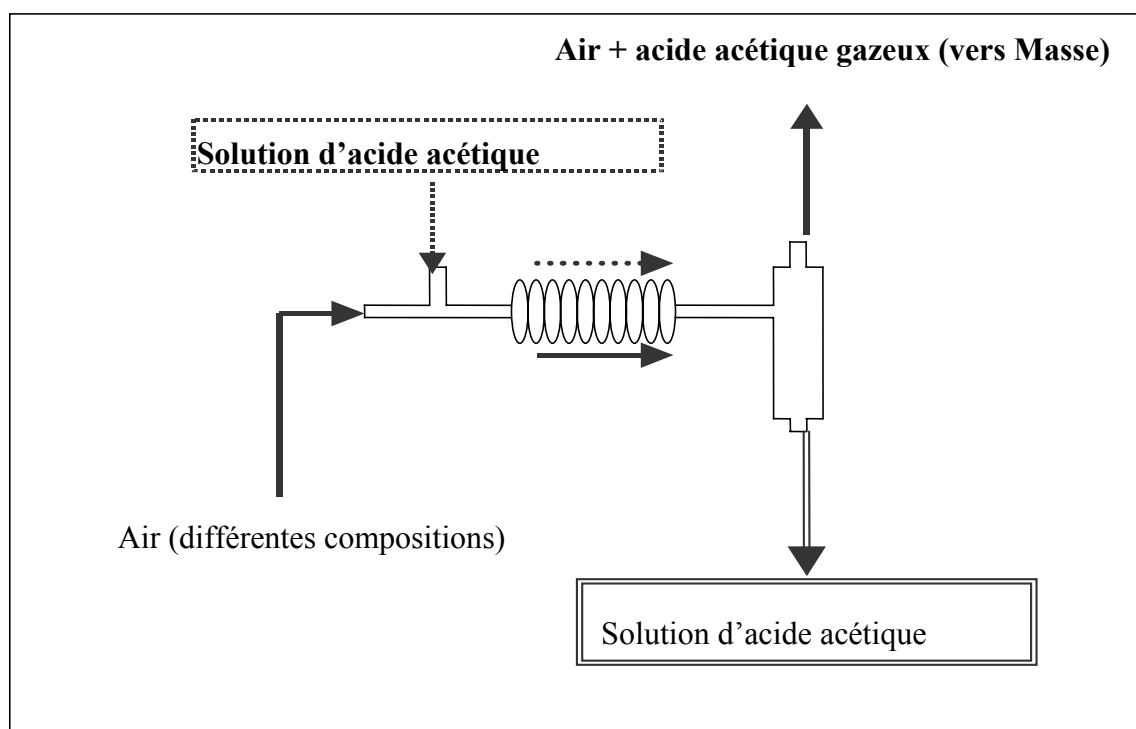 Air + acide acétique gazeux (vers Masse)
Solution d’acide acétique
Air (différentes compositions)
Solution d’acide acétique